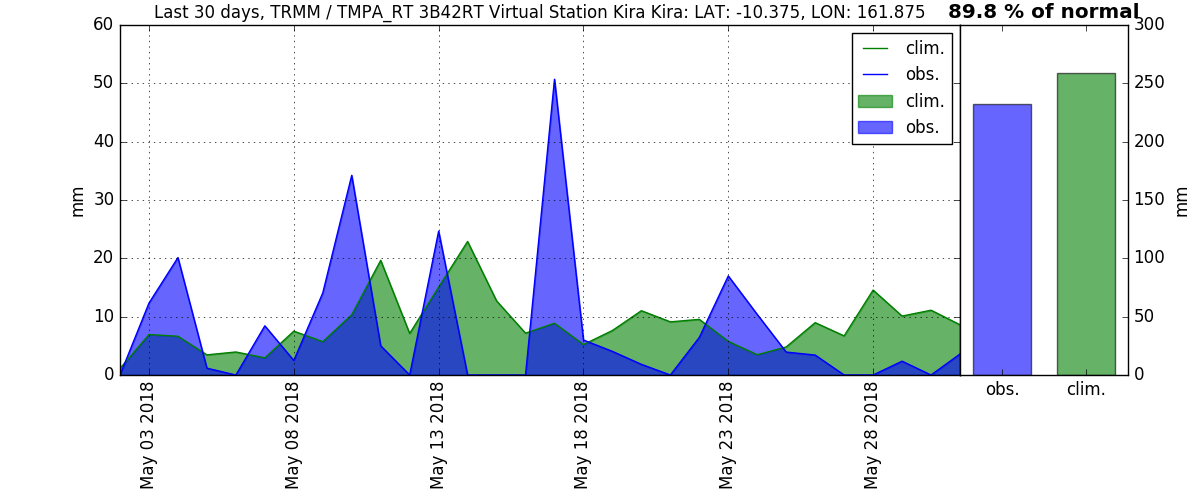 Last 30 days, TRMM / TMPA_RT 3B42RT Virtual Station Kira Kira: LAT: -10.375, LON: 161.875
89.8 % of normal
60
50
40
30
20
10
0
mm
clim.
obs.
clim.
obs.
May 03 2018
May 08 2018
May 13 2018
May 18 2018
May 23 2018
May 28 2018
300
250
200
150
100
50
0
mm
obs.
clim.